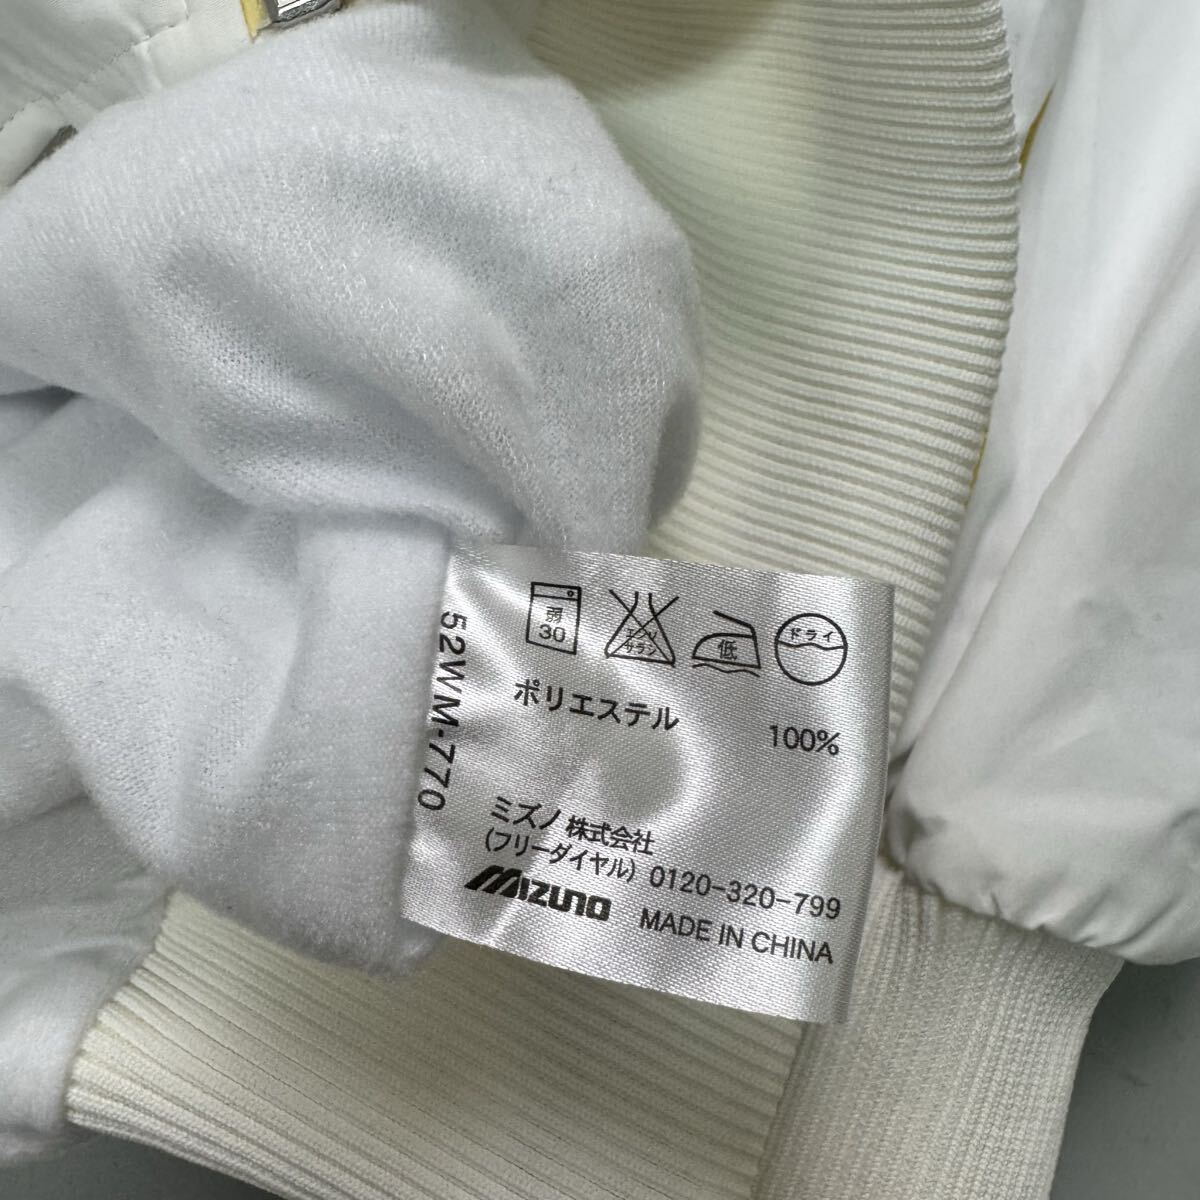 弱
30
エンソ
サラシ
低
ドライ
ポリエステル 100%
52WM-770
ミズノ 株式会社
(フリーダイヤル) 0120-320-799
MIZUNO MADE IN CHINA